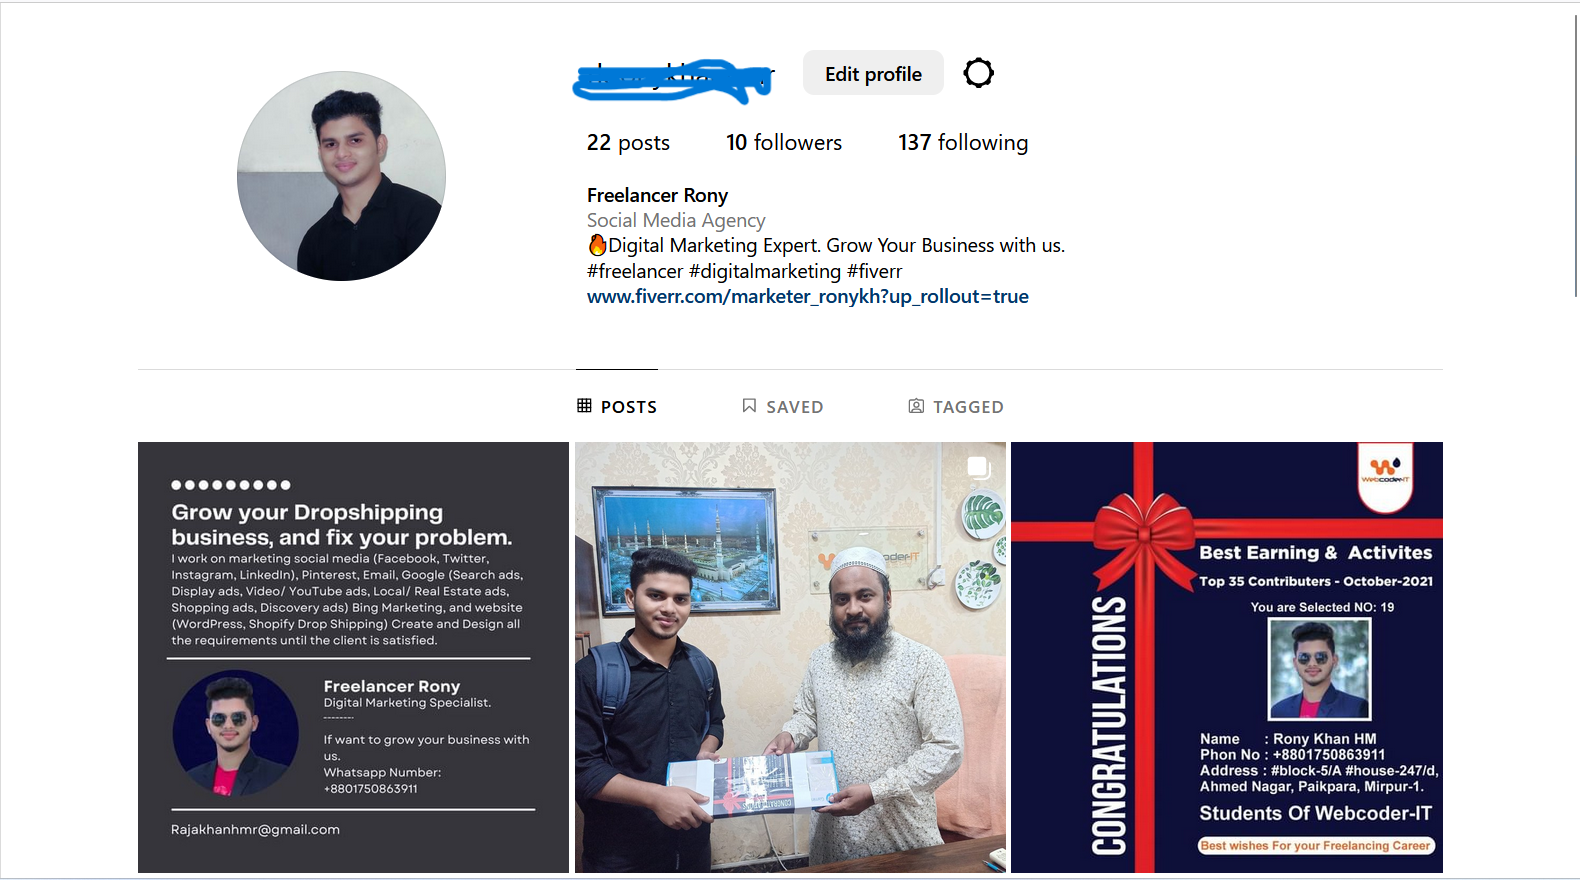 Edit profile
22 posts
10 followers
137 following
Freelancer Rony
Social Media Agency
🔥Digital Marketing Expert. Grow Your Business with us.
#freelancer #digitalmarketing #fiverr
www.fiverr.com/marketer_ronykh?up_rollout=true
POSTS
SAVED
TAGGED
Grow your Dropshipping
business, and fix your problem.
I work on marketing social media (Facebook, Twitter,
Instagram, LinkedIn), Pinterest, Email, Google (Search ads,
Display ads, Video/ YouTube ads, Local/ Real Estate ads,
Shopping ads, Discovery ads) Bing Marketing, and website
(WordPress, Shopify Drop Shipping) Create and Design all
the requirements until the client is satisfied.
Freelancer Rony
Digital Marketing Specialist.
--------
If want to grow your business with
us.
Whatsapp Number:
+8801750863911
Rajakhanhmr@gmail.com
CONGRATULATIONS
Webcoder-IT
Best Earning & Activites
Top 35 Contributers - October-2021
You are Selected NO: 19
CONGRATULATIONS
Name : Rony Khan HM
Phon No : +8801750863911
Address : #block-5/A #house-247/d,
Ahmed Nagar, Paikpara, Mirpur-1.
Students Of Webcoder-IT
Best wishes For your Freelancing Career